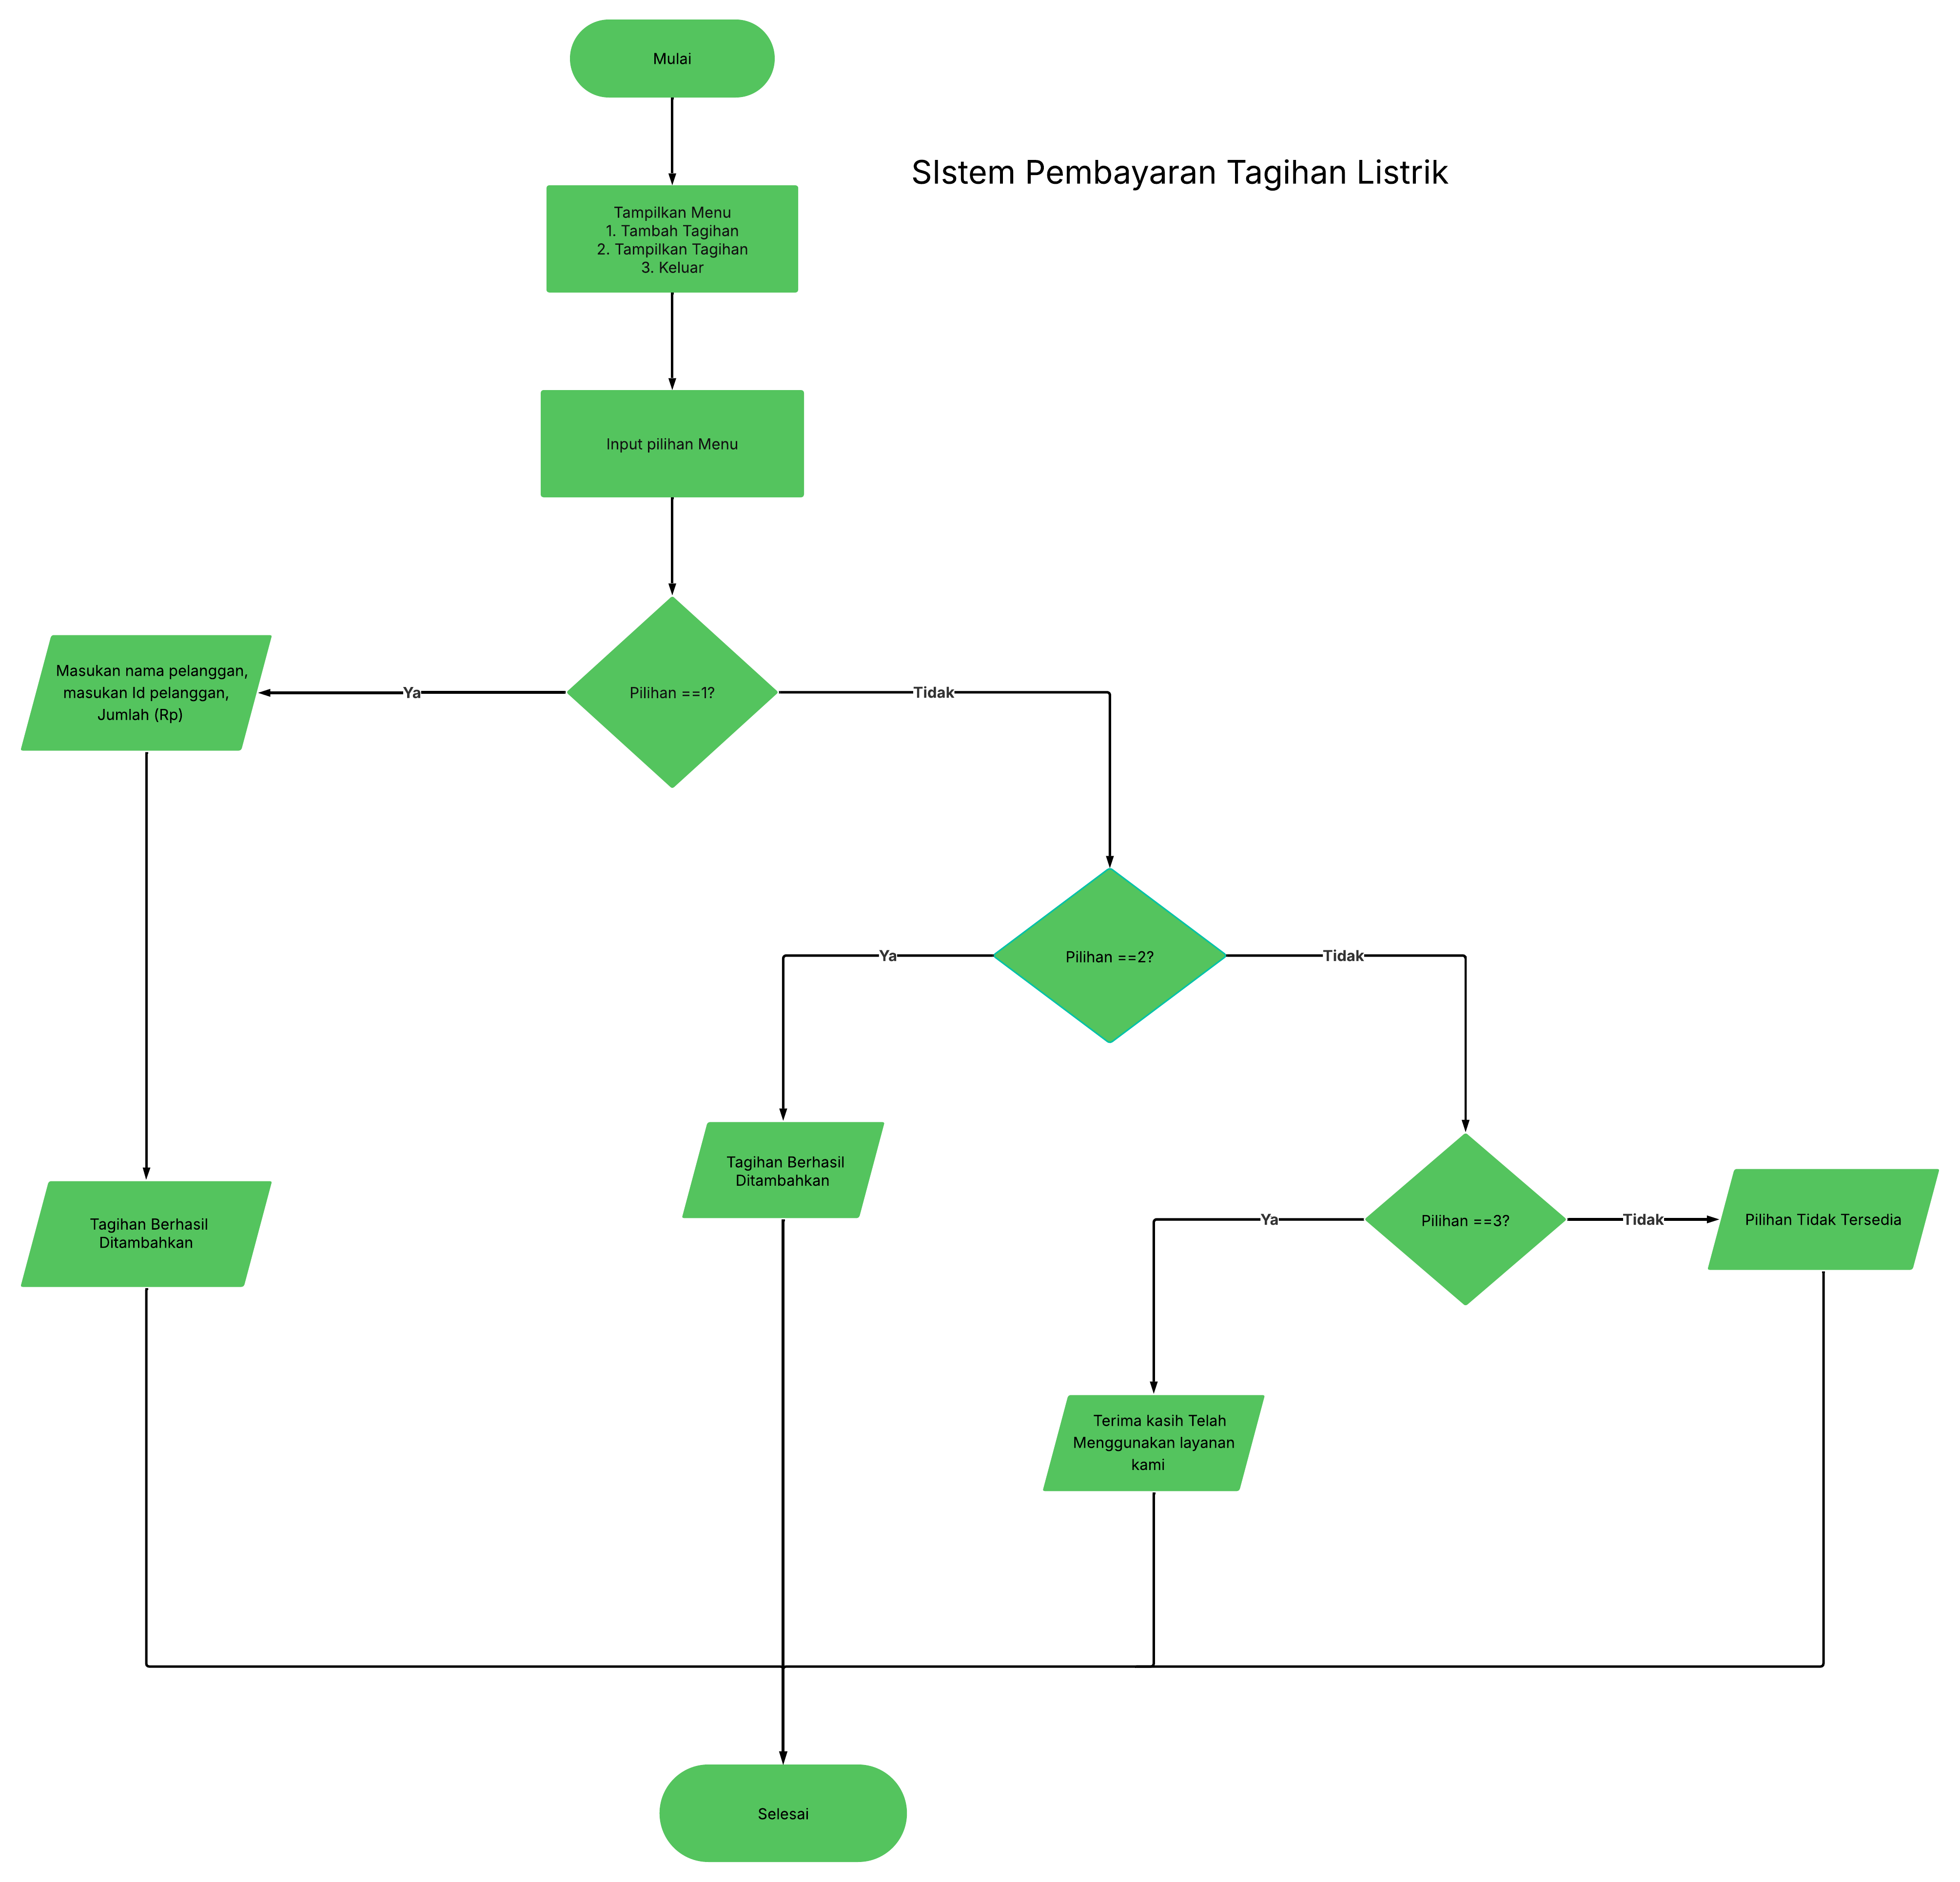 Mulai
SIstem Pembayaran Tagihan Listrik
Tampilkan Menu
1. Tambah Tagihan
2. Tampilkan Tagihan
3. Keluar
Input pilihan Menu
Masukan nama pelanggan,
masukan Id pelanggan,
Jumlah (Rp)
Ya
Pilihan ==1?
Tidak
Ya
Pilihan ==2?
Tidak
Tagihan Berhasil
Ditambahkan
Tagihan Berhasil
Ditambahkan
Ya
Pilihan ==3?
Tidak
Pilihan Tidak Tersedia
Terima kasih Telah
Menggunakan layanan
kami
Selesai